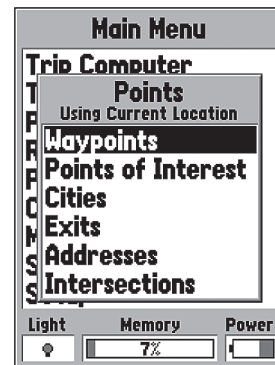 Main Menu
Trip Computer
Points
Using Current Location
Waypoints
Points of Interest
Cities
Exits
Addresses
Intersections
Light Memory Power
7%